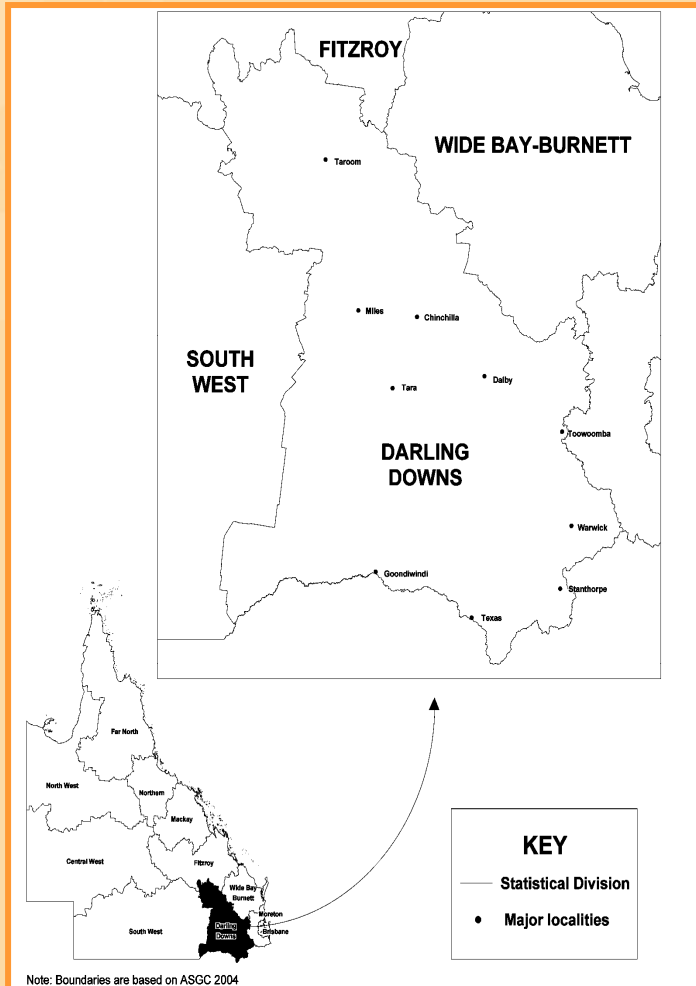 FITZROY
WIDE BAY-BURNETT
Taroom
Miles
Chinchilla
SOUTH
WEST
Dalby
Tara
Toowoomba
DARLING
DOWNS
Warwick
Goondiwindi
Stanthorpe
Texas
Far North
North West
Northern
Mackay
Central West
Fitzroy
Wide Bay
Burnett
Moreton
Darling
Downs
Brisbane
South West
KEY
Statistical Division
Major localities
Note: Boundaries are based on ASGC 2004